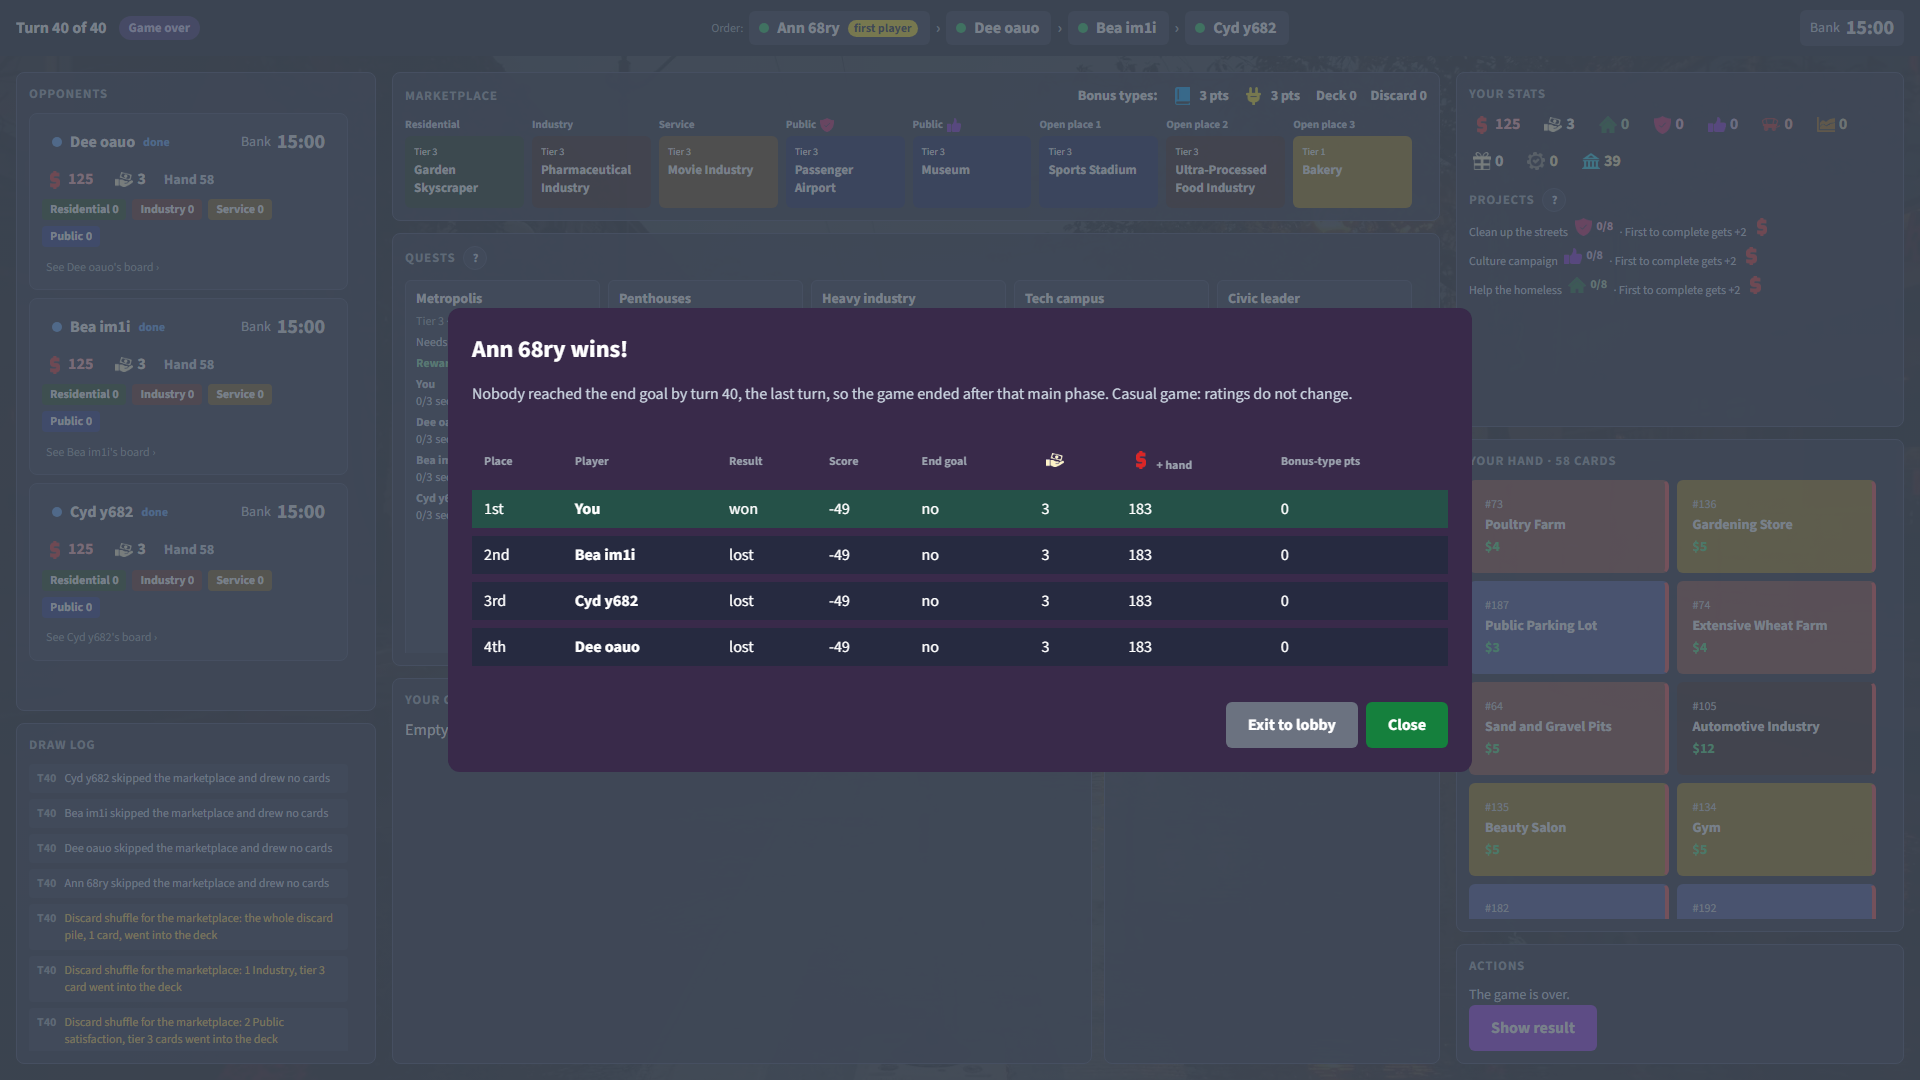 Turn 40 of 40 Game over
Order: Ann 68ry first player › Dee oauo › Bea im1i › Cyd y682
Bank 15:00
OPPONENTS
Dee oauo done Bank 15:00
125 3 Hand 58
Residential 0 Industry 0 Service 0
Public 0
See Dee oauo's board ›
Bea im1i done Bank 15:00
125 3 Hand 58
Residential 0 Industry 0 Service 0
Public 0
See Bea im1i's board ›
Cyd y682 done Bank 15:00
125 3 Hand 58
Residential 0 Industry 0 Service 0
Public 0
See Cyd y682's board ›
DRAW LOG
T40 Cyd y682 skipped the marketplace and drew no cards
T40 Bea im1i skipped the marketplace and drew no cards
T40 Dee oauo skipped the marketplace and drew no cards
T40 Ann 68ry skipped the marketplace and drew no cards
T40 Discard shuffle for the marketplace: the whole discard
pile, 1 card, went into the deck
T40 Discard shuffle for the marketplace: 1 Industry, tier 3
card went into the deck
T40 Discard shuffle for the marketplace: 2 Public
satisfaction, tier 3 cards went into the deck
MARKETPLACE
Bonus types: 3 pts 3 pts Deck 0 Discard 0
Residential Industry Service Public Public Open place 1 Open place 2 Open place 3
Tier 3
Garden
Skyscraper
Tier 3
Pharmaceutical
Industry
Tier 3
Movie Industry
Tier 3
Passenger
Airport
Tier 3
Museum
Tier 3
Sports Stadium
Tier 3
Ultra-Processed
Food Industry
Tier 1
Bakery
QUESTS ?
Metropolis Penthouses Heavy industry Tech campus Civic leader
Tier 3
Needs
You
Ann 68ry wins!
Nobody reached the end goal by turn 40, the last turn, so the game ended after that main phase. Casual game: ratings do not change.
Place Player Result Score End goal + hand Bonus-type pts
1st You won -49 no 3 183 0
2nd Bea im1i lost -49 no 3 183 0
3rd Cyd y682 lost -49 no 3 183 0
4th Dee oauo lost -49 no 3 183 0
Exit to lobby Close
YOUR
Empty
YOUR STATS
125 3 0 0 0 0 0
0 0 39
PROJECTS ?
Clean up the streets 0/8 · First to complete gets +2
Culture campaign 0/8 · First to complete gets +2
Help the homeless 0/8 · First to complete gets +2
YOUR HAND · 58 CARDS
#73
Poultry Farm
$4
#136
Gardening Store
$5
#187
Public Parking Lot
$3
#74
Extensive Wheat Farm
$4
#64
Sand and Gravel Pits
$5
#105
Automotive Industry
$12
#135
Beauty Salon
$5
#134
Gym
$5
#182
#192
ACTIONS
The game is over.
Show result